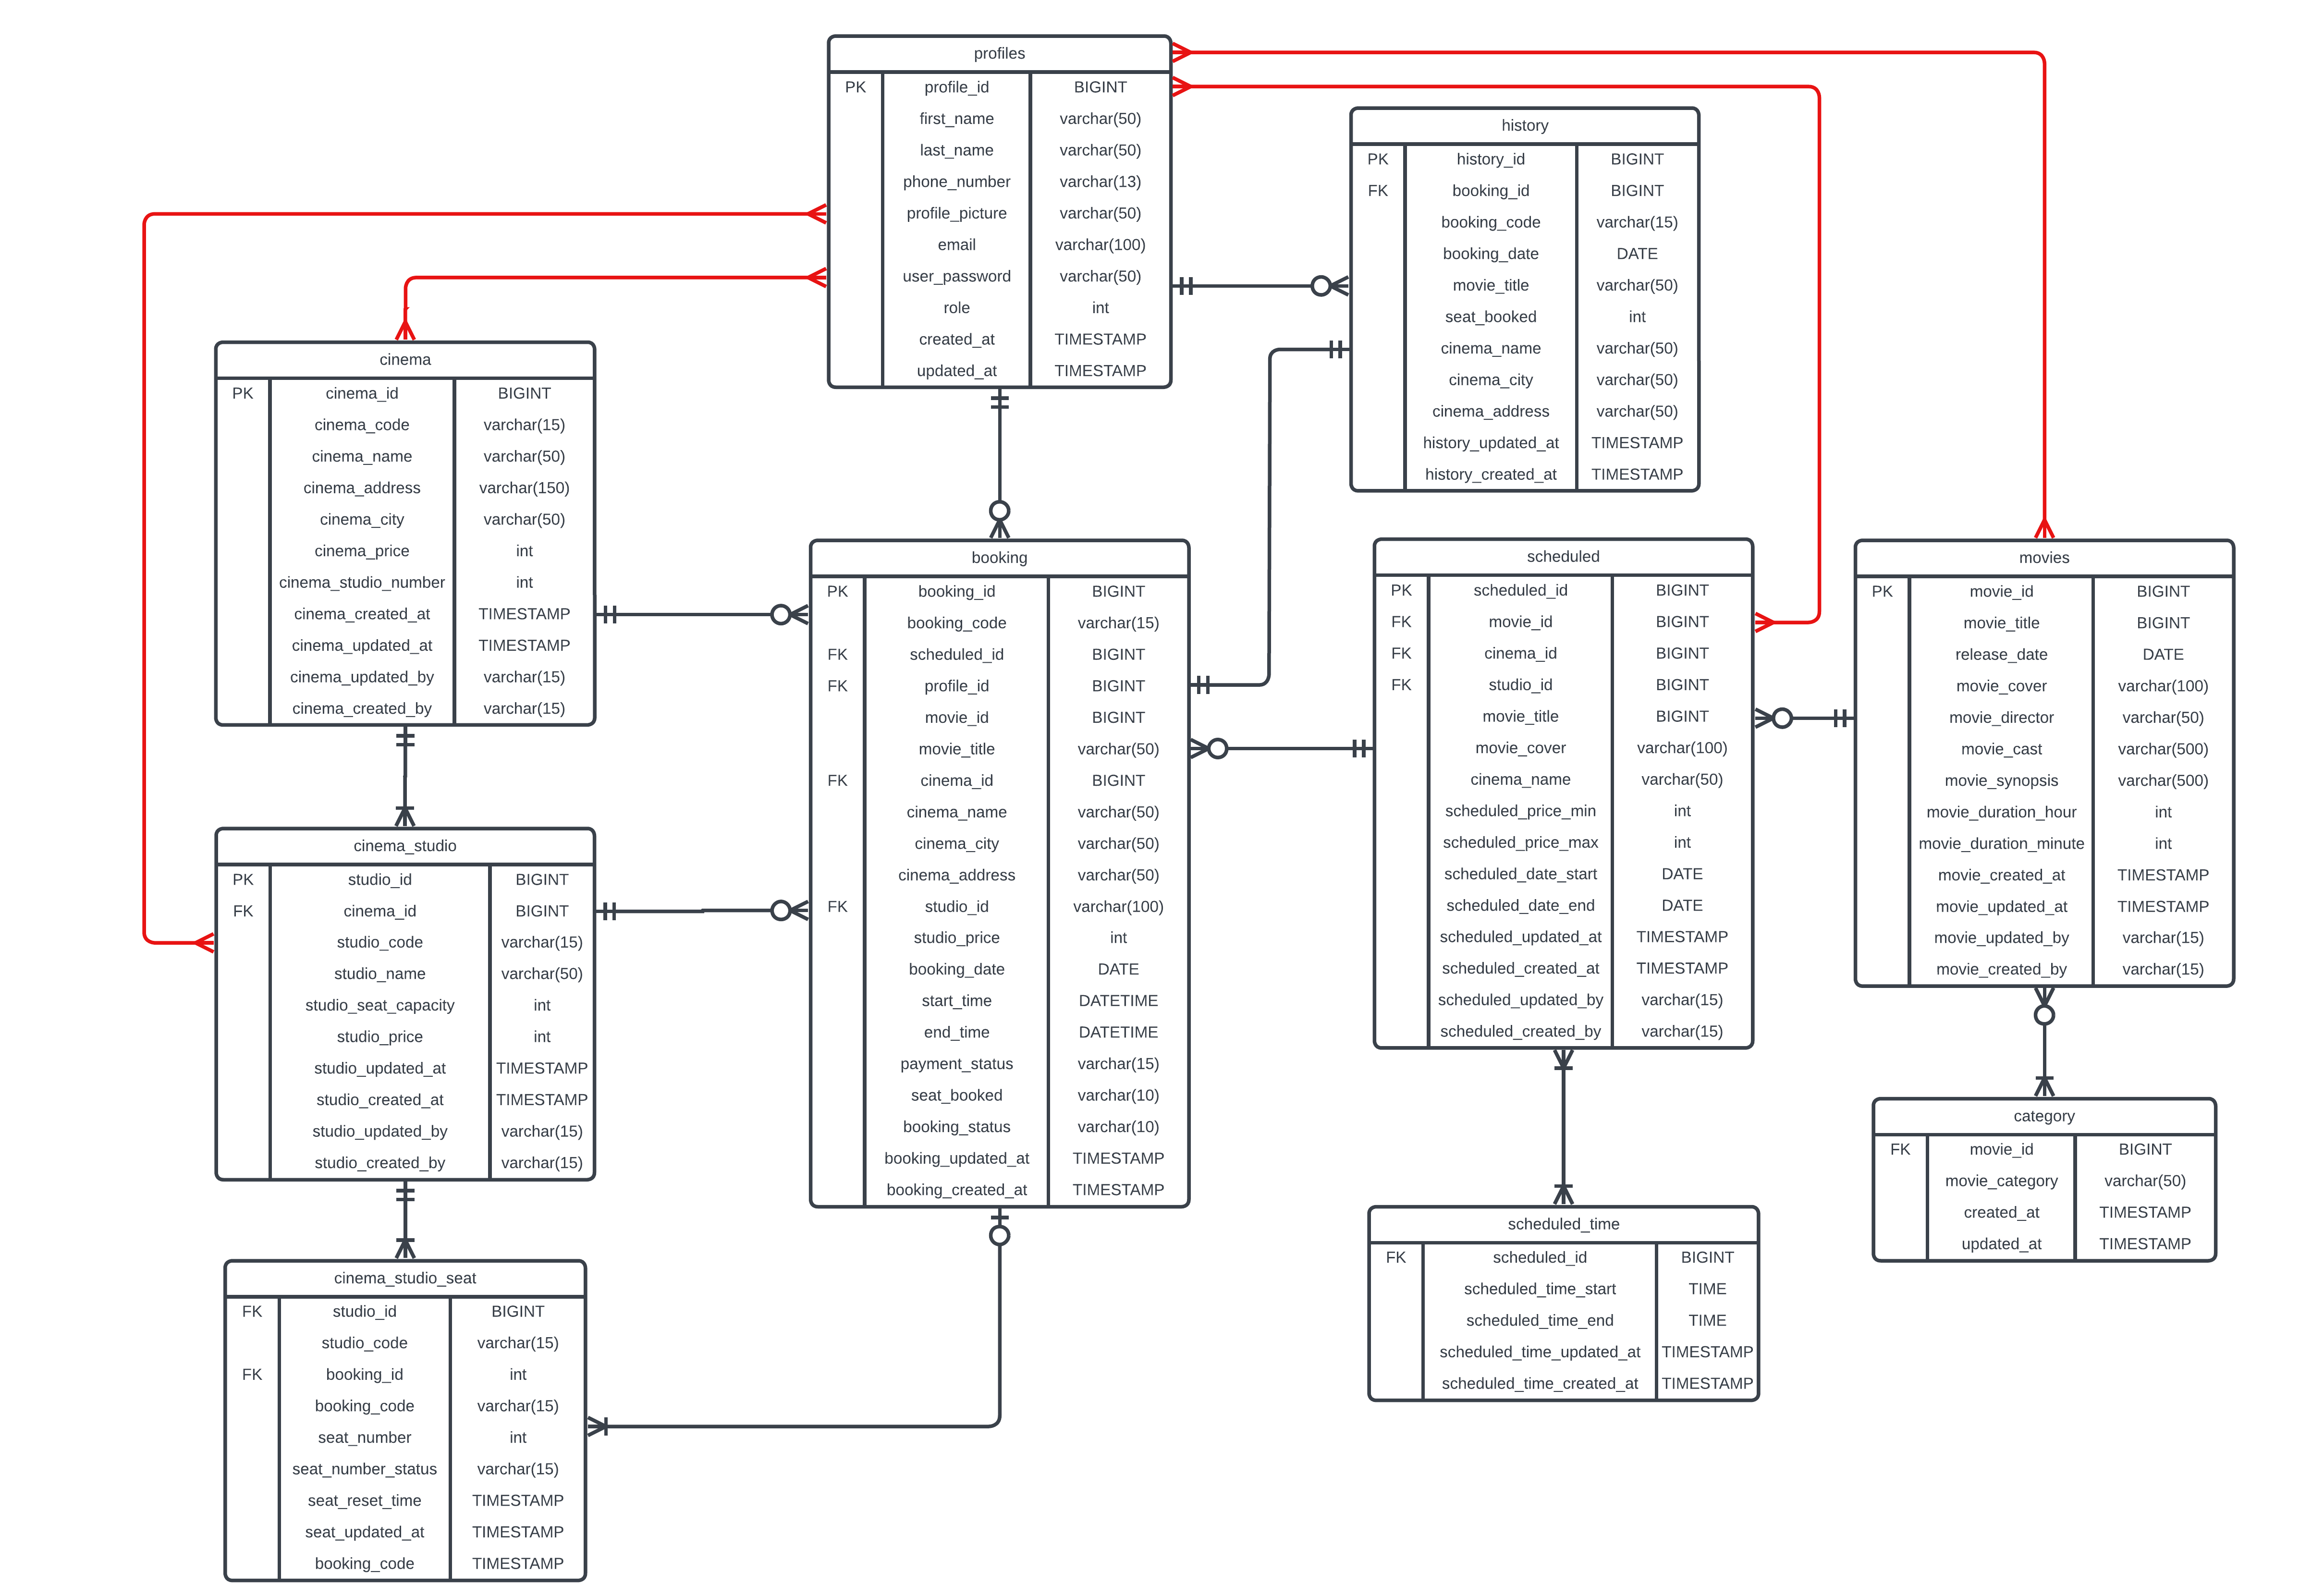 profiles
PK profile_id BIGINT
first_name varchar(50)
last_name varchar(50)
phone_number varchar(13)
profile_picture varchar(50)
email varchar(100)
user_password varchar(50)
role int
created_at TIMESTAMP
updated_at TIMESTAMP
history
PK history_id BIGINT
FK booking_id BIGINT
booking_code varchar(15)
booking_date DATE
movie_title varchar(50)
seat_booked int
cinema_name varchar(50)
cinema_city varchar(50)
cinema_address varchar(50)
history_updated_at TIMESTAMP
history_created_at TIMESTAMP
cinema
PK cinema_id BIGINT
cinema_code varchar(15)
cinema_name varchar(50)
cinema_address varchar(150)
cinema_city varchar(50)
cinema_price int
cinema_studio_number int
cinema_created_at TIMESTAMP
cinema_updated_at TIMESTAMP
cinema_updated_by varchar(15)
cinema_created_by varchar(15)
booking
PK booking_id BIGINT
booking_code varchar(15)
FK scheduled_id BIGINT
FK profile_id BIGINT
movie_id BIGINT
movie_title varchar(50)
FK cinema_id BIGINT
cinema_name varchar(50)
cinema_city varchar(50)
cinema_address varchar(50)
FK studio_id varchar(100)
studio_price int
booking_date DATE
start_time DATETIME
end_time DATETIME
payment_status varchar(15)
seat_booked varchar(10)
booking_status varchar(10)
booking_updated_at TIMESTAMP
booking_created_at TIMESTAMP
scheduled
PK scheduled_id BIGINT
FK movie_id BIGINT
FK cinema_id BIGINT
FK studio_id BIGINT
movie_title BIGINT
movie_cover varchar(100)
cinema_name varchar(50)
scheduled_price_min int
scheduled_price_max int
scheduled_date_start DATE
scheduled_date_end DATE
scheduled_updated_at TIMESTAMP
scheduled_created_at TIMESTAMP
scheduled_updated_by varchar(15)
scheduled_created_by varchar(15)
movies
PK movie_id BIGINT
movie_title BIGINT
release_date DATE
movie_cover varchar(100)
movie_director varchar(50)
movie_cast varchar(500)
movie_synopsis varchar(500)
movie_duration_hour int
movie_duration_minute int
movie_created_at TIMESTAMP
movie_updated_at TIMESTAMP
movie_updated_by varchar(15)
movie_created_by varchar(15)
cinema_studio
PK studio_id BIGINT
FK cinema_id BIGINT
studio_code varchar(15)
studio_name varchar(50)
studio_seat_capacity int
studio_price int
studio_updated_at TIMESTAMP
studio_created_at TIMESTAMP
studio_updated_by varchar(15)
studio_created_by varchar(15)
category
FK movie_id BIGINT
movie_category varchar(50)
created_at TIMESTAMP
updated_at TIMESTAMP
scheduled_time
FK scheduled_id BIGINT
scheduled_time_start TIME
scheduled_time_end TIME
scheduled_time_updated_at TIMESTAMP
scheduled_time_created_at TIMESTAMP
cinema_studio_seat
FK studio_id BIGINT
studio_code varchar(15)
FK booking_id int
booking_code varchar(15)
seat_number int
seat_number_status varchar(15)
seat_reset_time TIMESTAMP
seat_updated_at TIMESTAMP
booking_code TIMESTAMP